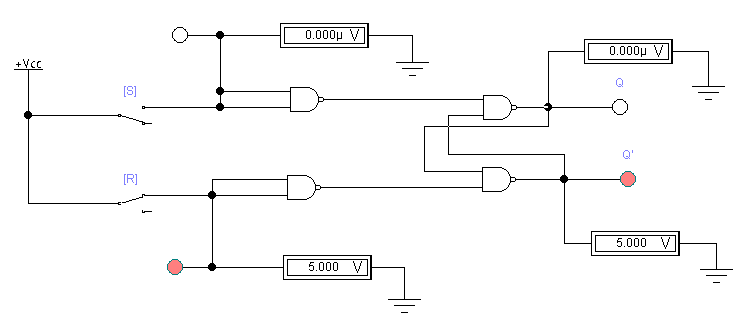 0.000µ V
0.000µ V
+Vcc
[S]
Q
[R]
Q'
5.000 V
5.000 V